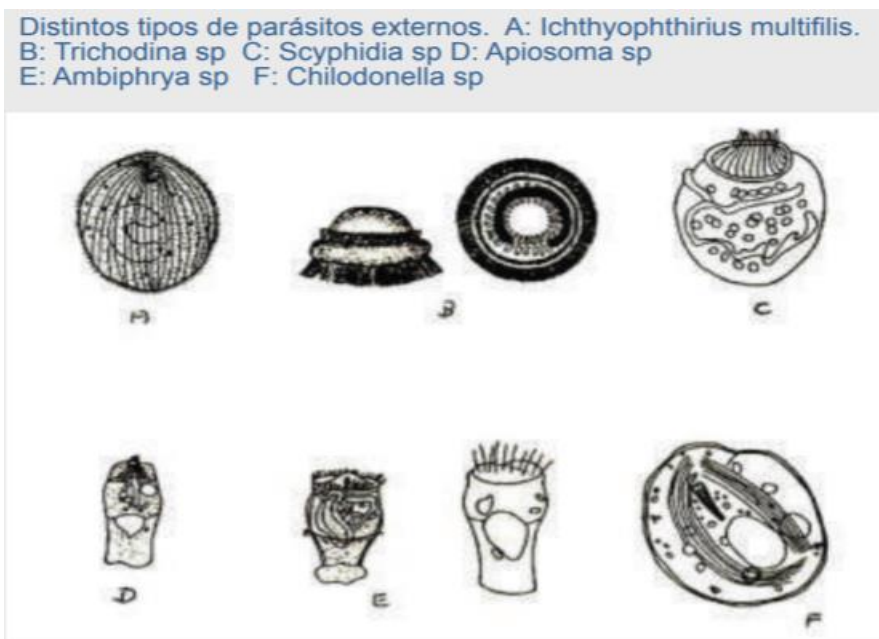 Distintos tipos de parásitos externos. A: Ichthyophthirius multifilis.
B: Trichodina sp C: Scyphidia sp D: Apiosoma sp
E: Ambiphrya sp F: Chilodonella sp
A
B
C
D
E
F